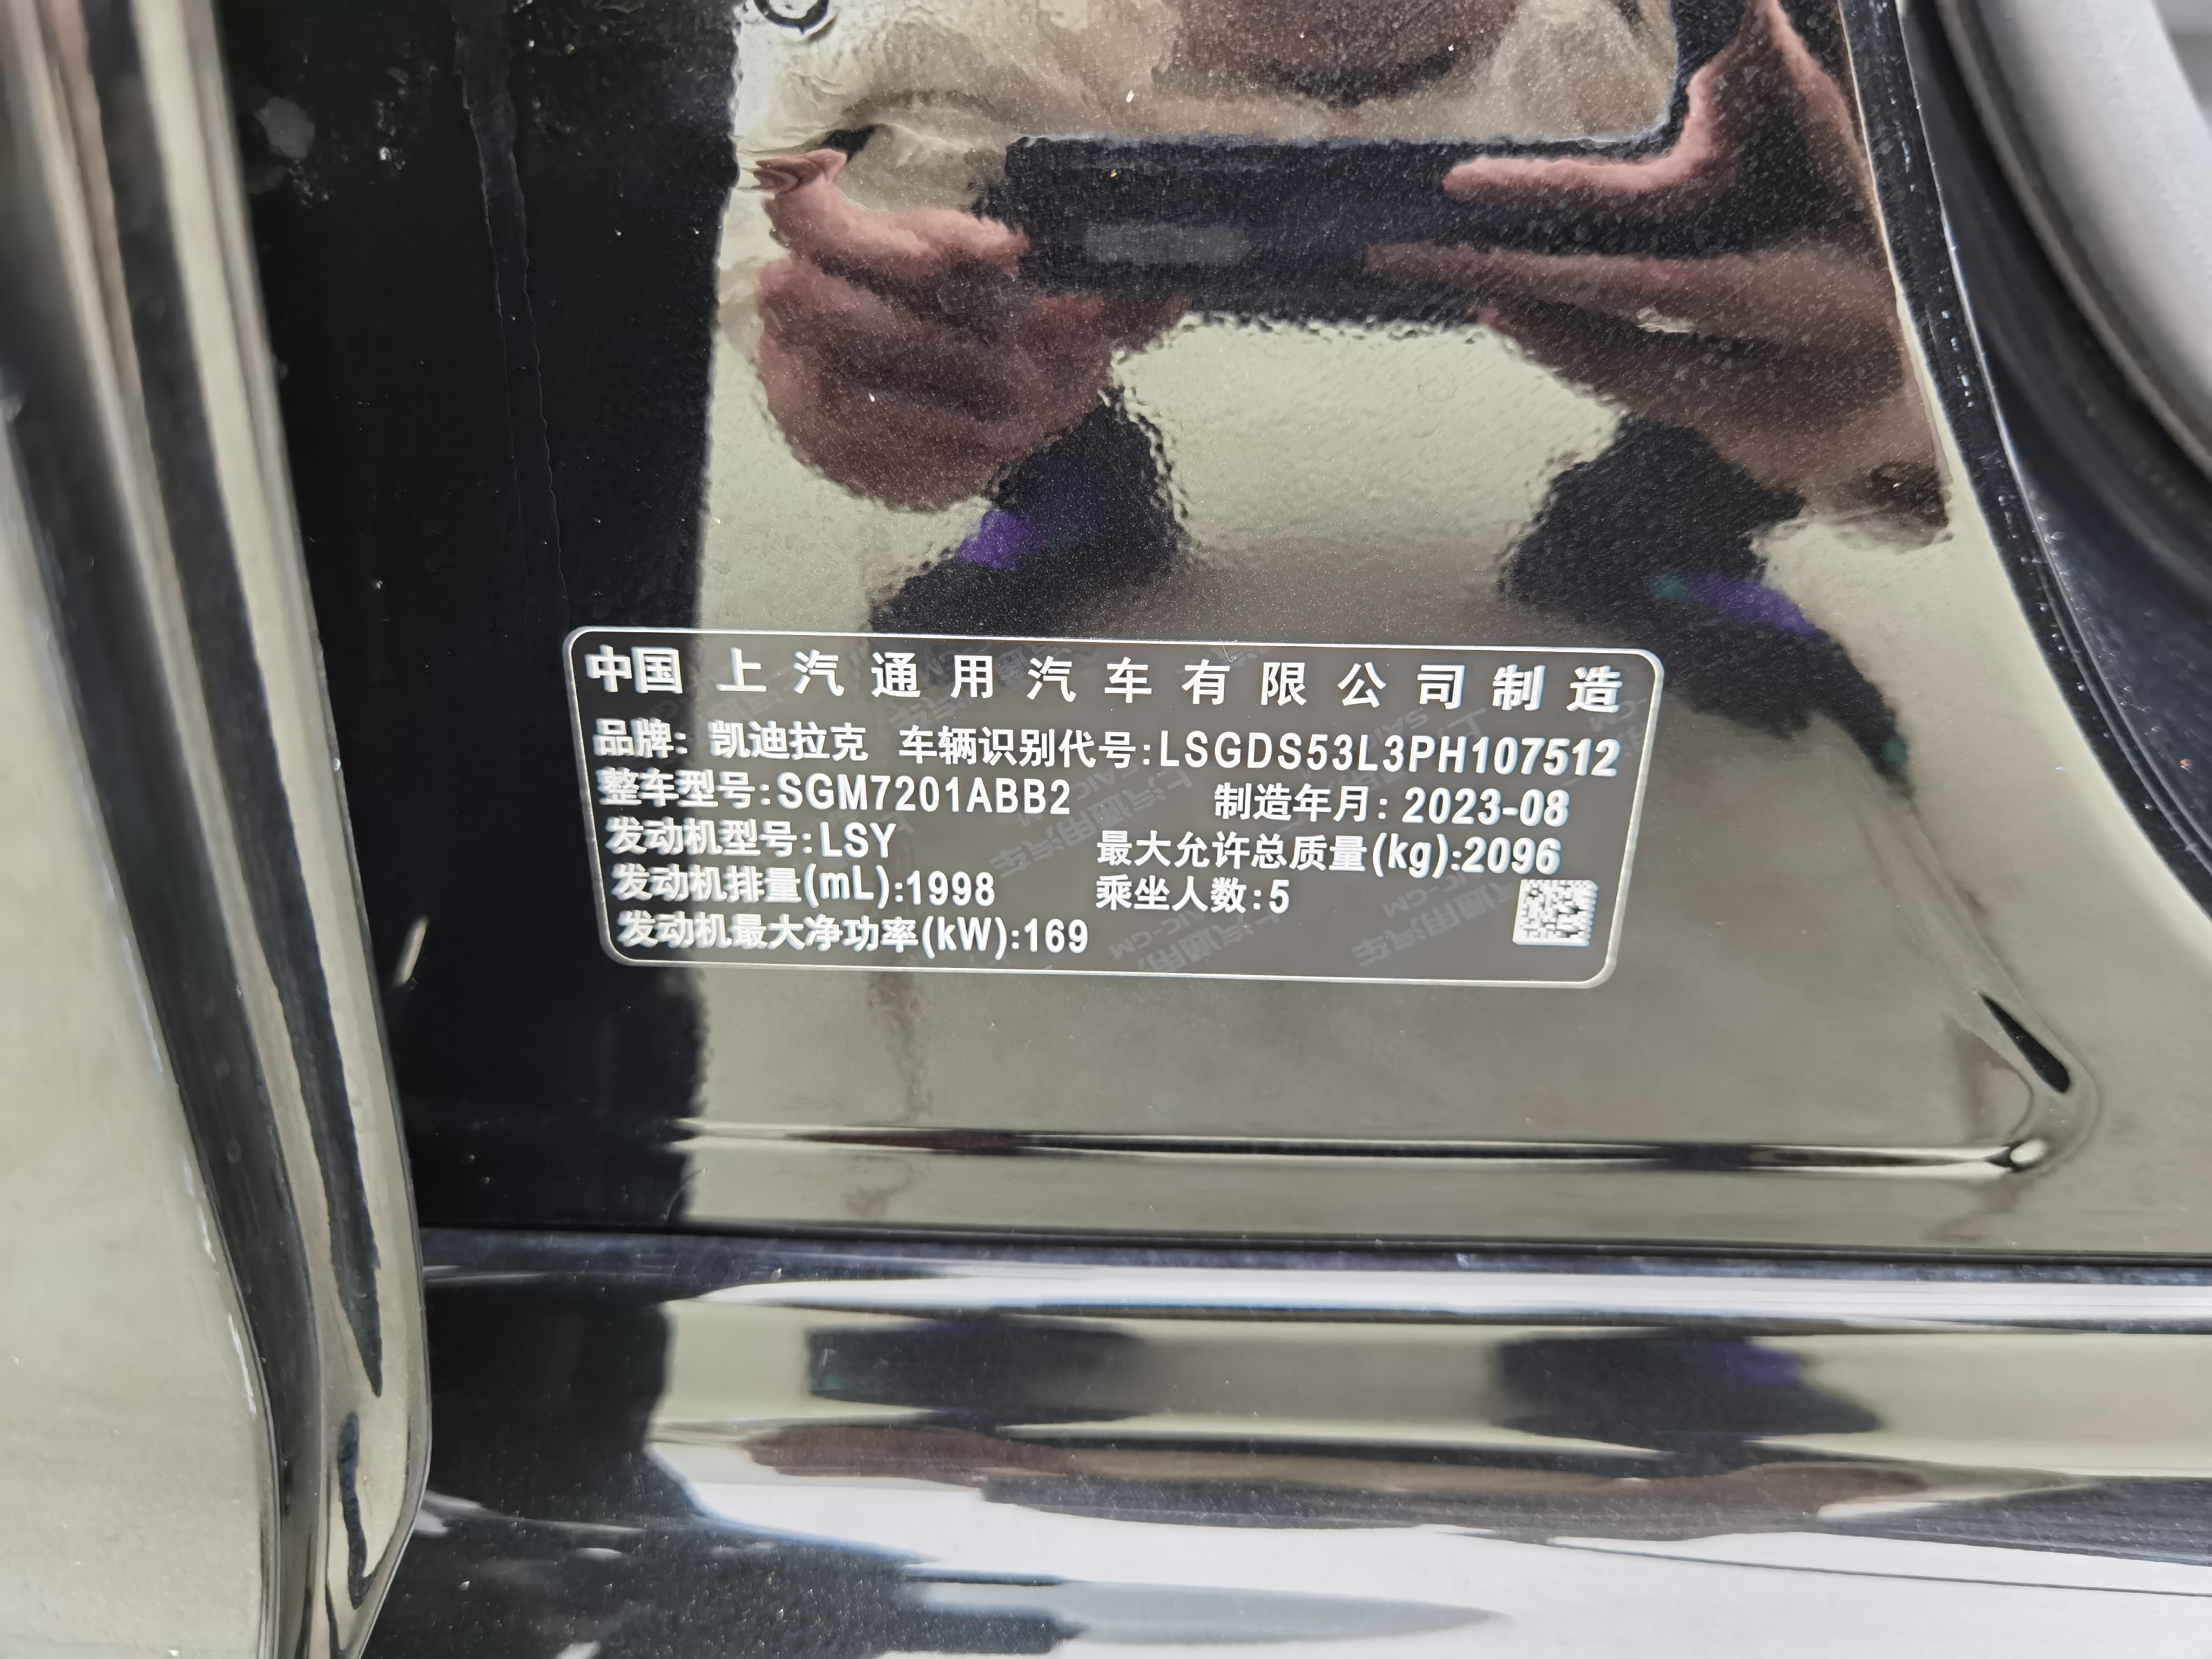 中国 上汽通用汽车有限公司制造
品牌: 凯迪拉克 车辆识别代号:LSGDS53L3PH107512
整车型号:SGM7201ABB2 制造年月: 2023-08
发动机型号:LSY 最大允许总质量(kg):2096
发动机排量(mL):1998 乘坐人数:5
发动机最大净功率(kW):169